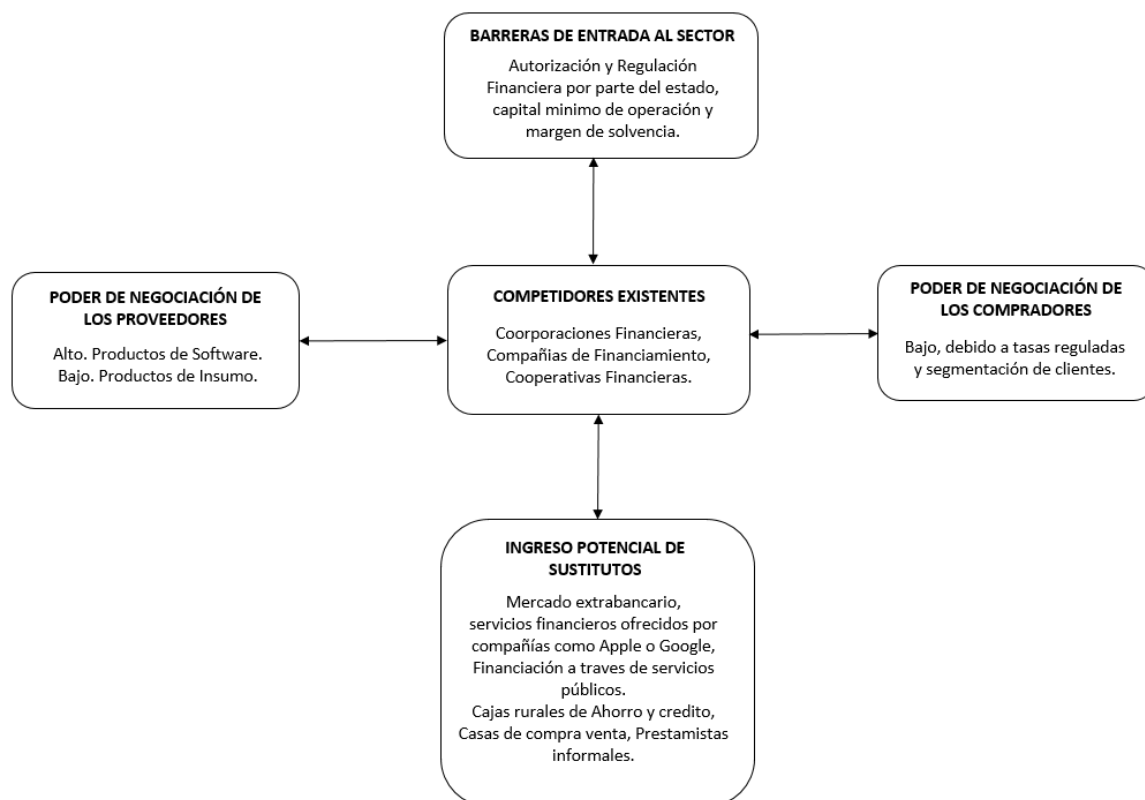 BARRERAS DE ENTRADA AL SECTOR
Autorización y Regulación
Financiera por parte del estado,
capital minimo de operación y
margen de solvencia.
PODER DE NEGOCIACIÓN DE
LOS PROVEEDORES
Alto. Productos de Software.
Bajo. Productos de Insumo.
COMPETIDORES EXISTENTES
Coorporaciones Financieras,
Compañias de Financiamiento,
Cooperativas Financieras.
PODER DE NEGOCIACIÓN DE
LOS COMPRADORES
Bajo, debido a tasas reguladas
y segmentación de clientes.
INGRESO POTENCIAL DE
SUSTITUTOS
Mercado extrabancario,
servicios financieros ofrecidos por
compañías como Apple o Google,
Financiación a traves de servicios
públicos.
Cajas rurales de Ahorro y credito,
Casas de compra venta, Prestamistas
informales.